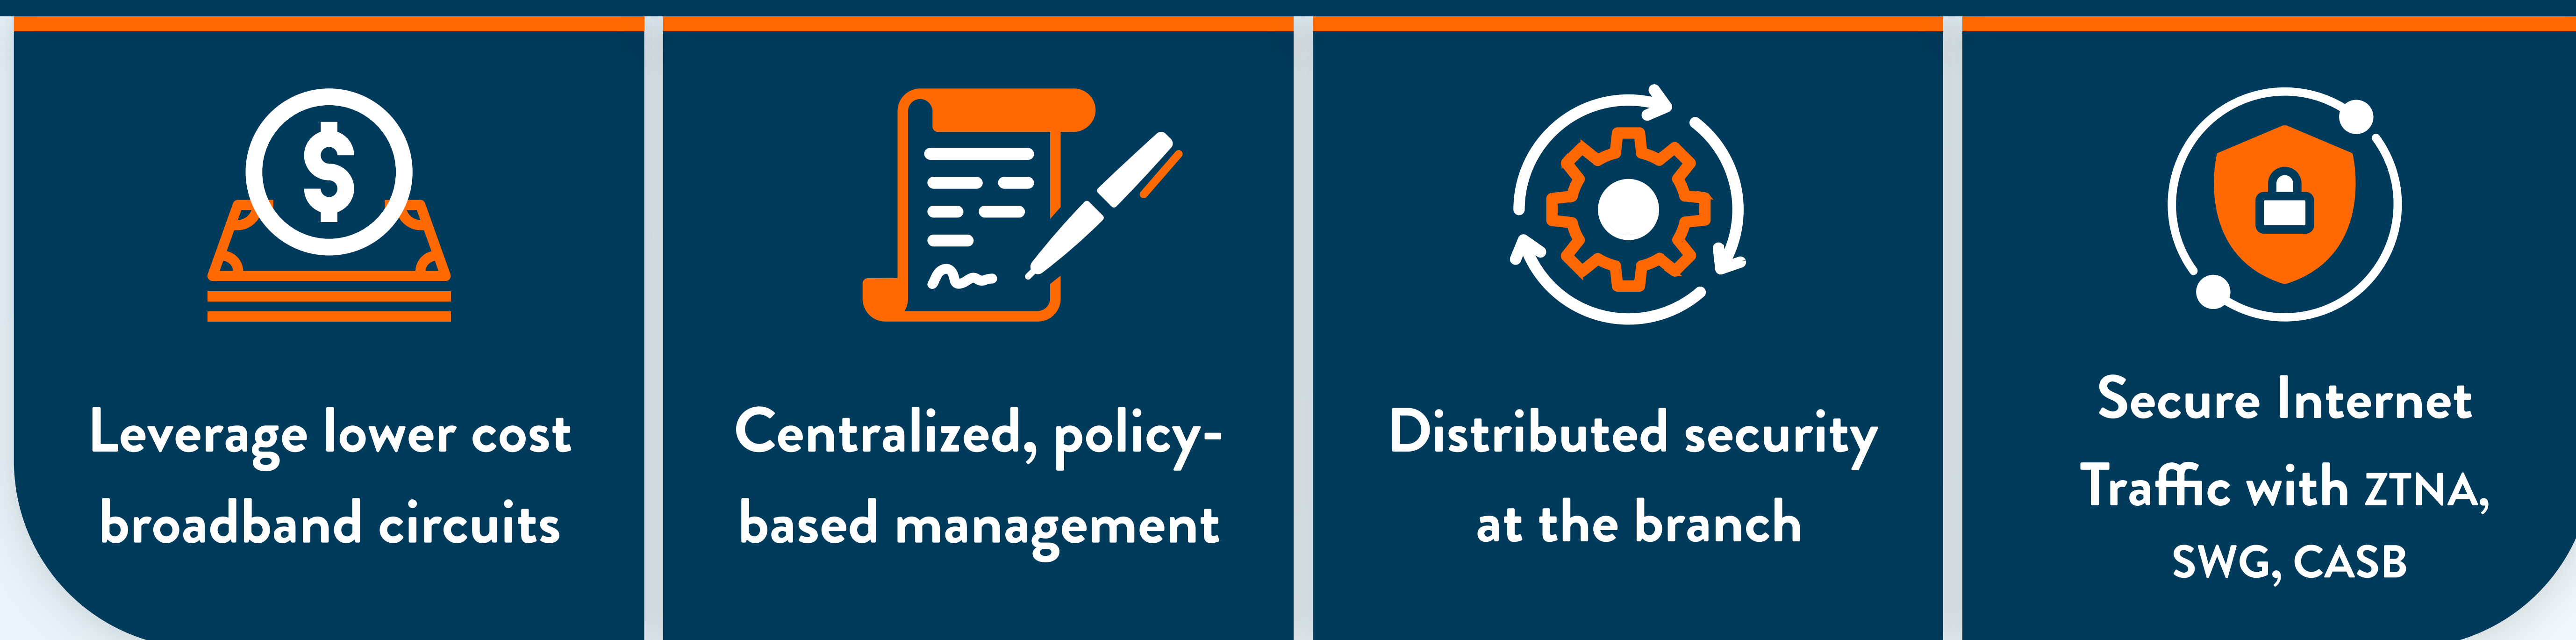 Leverage lower cost
broadband circuits
Centralized, policy-
based management
Distributed security
at the branch
Secure Internet
Traffic with ZTNA,
SWG, CASB